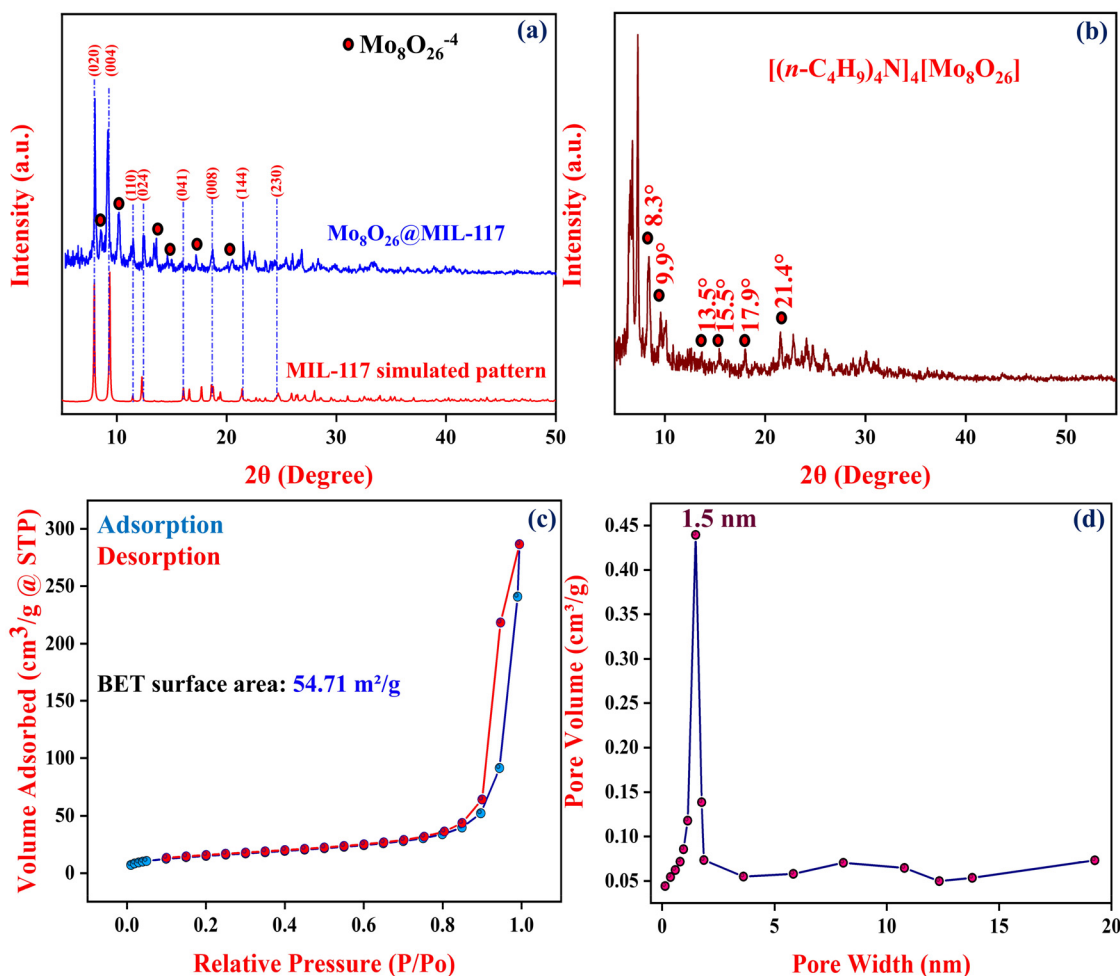 (a)
Mo₈O₂₆⁻⁴
(020)
(004)
(110)
(024)
(041)
(008)
(144)
(230)
Mo₈O₂₆@MIL-117
MIL-117 simulated pattern
Intensity (a.u.)
10
20
30
40
50
2θ (Degree)
(b)
[(n-C₄H₉)₄N]₄[Mo₈O₂₆]
8.3°
9.9°
13.5°
15.5°
17.9°
21.4°
Intensity (a.u.)
10
20
30
40
50
2θ (Degree)
(c)
Adsorption
Desorption
BET surface area: 54.71 m²/g
Volume Adsorbed (cm³/g @ STP)
300
250
200
150
100
50
0
0.0
0.2
0.4
0.6
0.8
1.0
Relative Pressure (P/Po)
(d)
1.5 nm
Pore Volume (cm³/g)
0.45
0.40
0.35
0.30
0.25
0.20
0.15
0.10
0.05
0
5
10
15
20
Pore Width (nm)